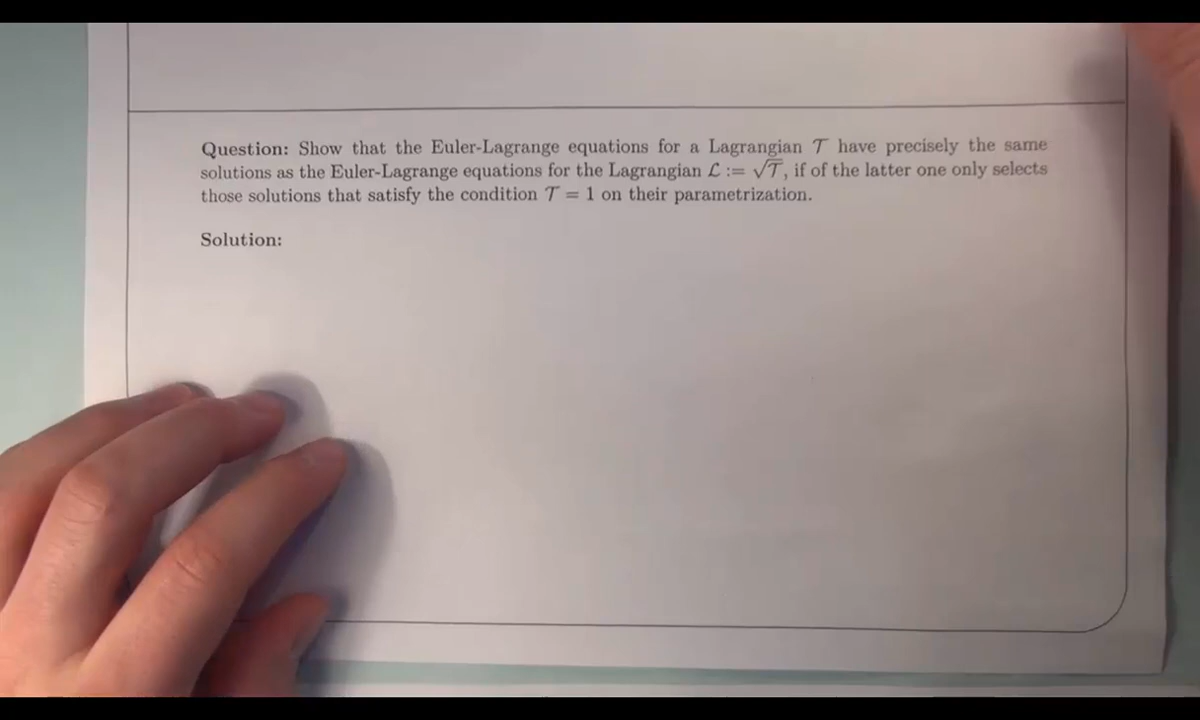 Question: Show that the Euler-Lagrange equations for a Lagrangian 𝒯 have precisely the same
solutions as the Euler-Lagrange equations for the Lagrangian ℒ := √𝒯, if of the latter one only selects
those solutions that satisfy the condition 𝒯 = 1 on their parametrization.
Solution: